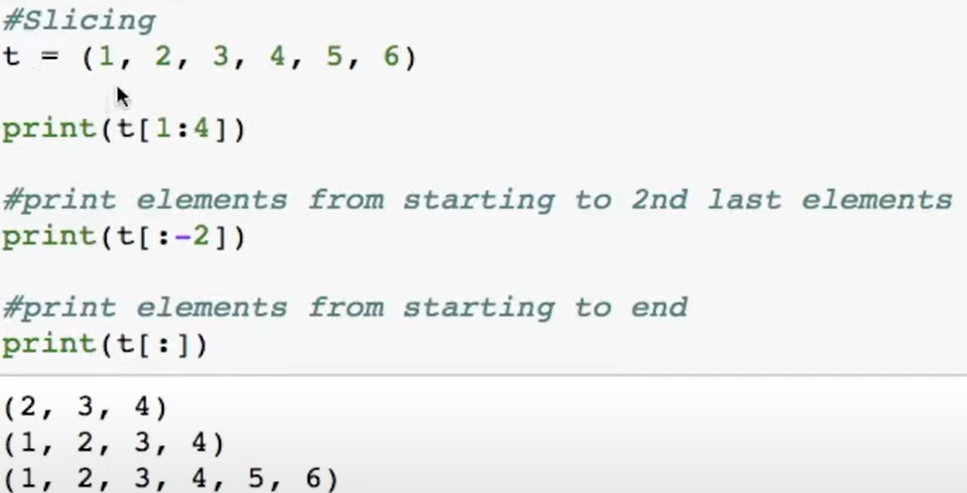 #Slicing
t = (1, 2, 3, 4, 5, 6)
print(t[1:4])
#print elements from starting to 2nd last elements
print(t[:-2])
#print elements from starting to end
print(t[:])
(2, 3, 4)
(1, 2, 3, 4)
(1, 2, 3, 4, 5, 6)